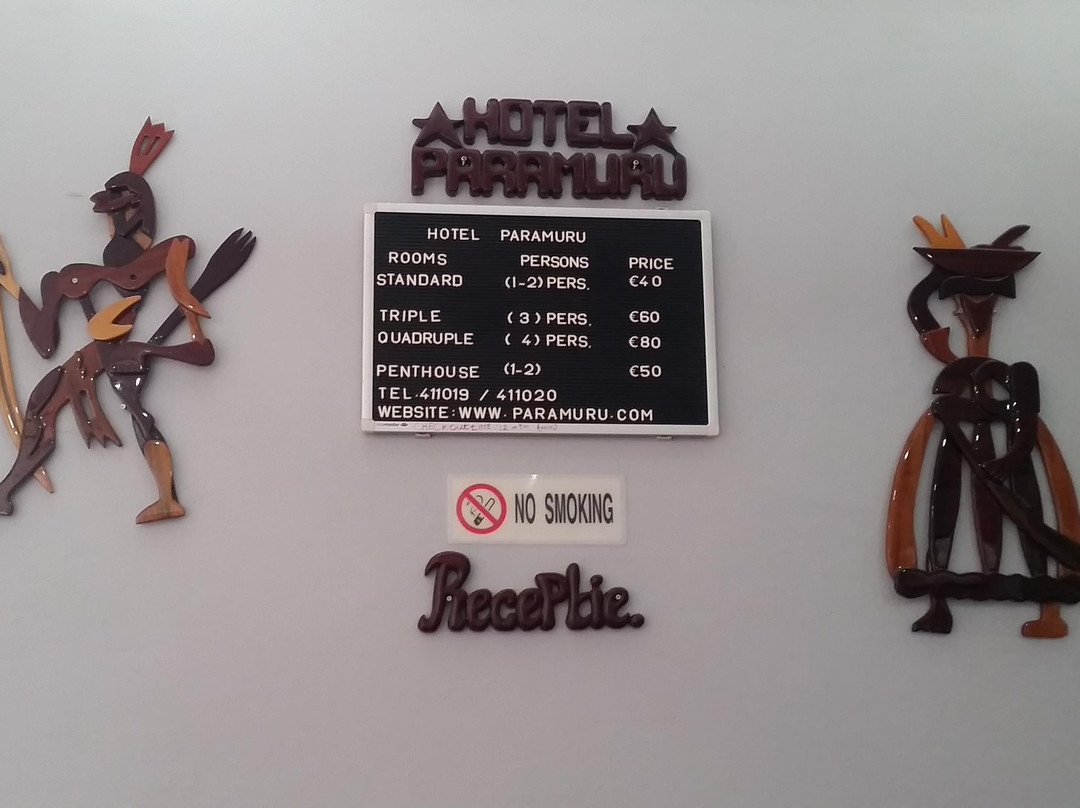 HOTEL
PARAMURU
HOTEL PARAMURU
ROOMS PERSONS PRICE
STANDARD (1-2) PERS. €40
TRIPLE (3) PERS. €60
QUADRUPLE (4) PERS. €80
PENTHOUSE (1-2) €50
TEL.411019 / 411020
WEBSITE:WWW.PARAMURU.COM
CHECKout
NO SMOKING
Receptie.